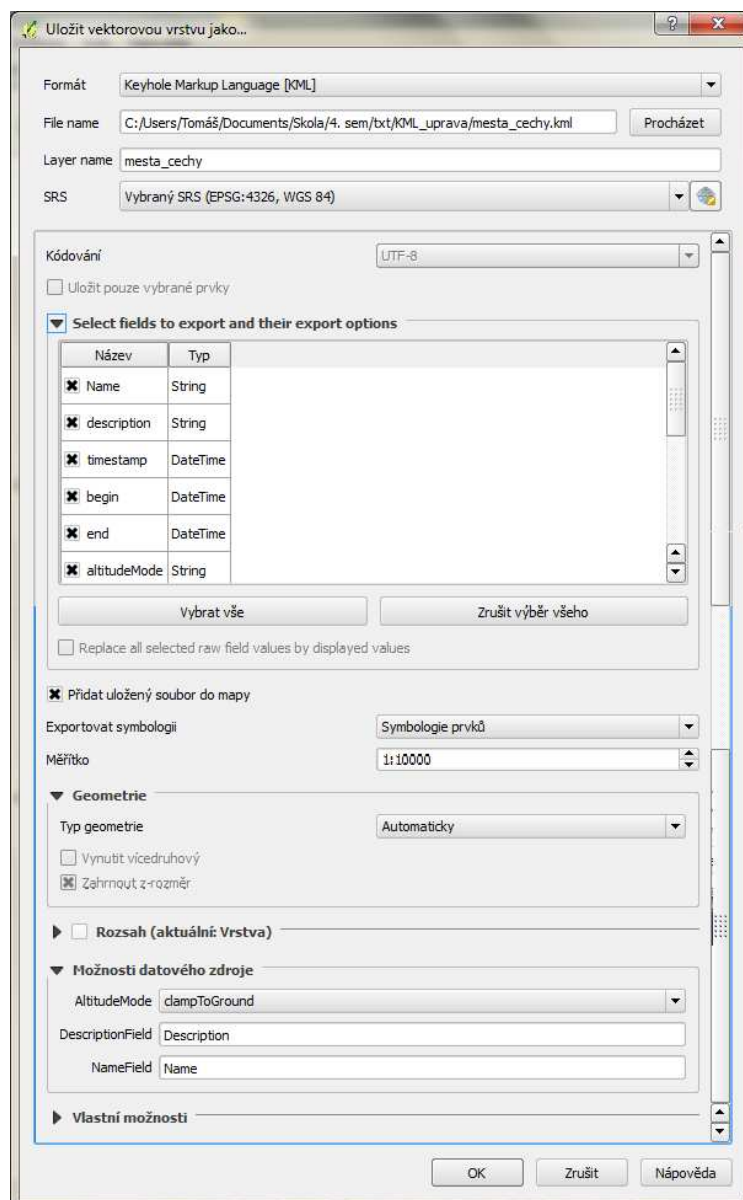 Uložit vektorovou vrstvu jako...
Formát Keyhole Markup Language [KML]
File name C:/Users/Tomáš/Documents/Skola/4. sem/txt/KML_uprava/mesta_cechy.kml Procházet
Layer name mesta_cechy
SRS Vybraný SRS (EPSG:4326, WGS 84)
Kódování UTF-8
Uložit pouze vybrané prvky
Select fields to export and their export options
Název Typ
Name String
description String
timestamp DateTime
begin DateTime
end DateTime
altitudeMode String
Vybrat vše Zrušit výběr všeho
Replace all selected raw field values by displayed values
Přidat uložený soubor do mapy
Exportovat symbologii Symbologie prvků
Měřítko 1:10000
Geometrie
Typ geometrie Automaticky
Vynutit vícedruhový
Zahrnout z-rozměr
Rozsah (aktuální: Vrstva)
Možnosti datového zdroje
AltitudeMode clampToGround
DescriptionField Description
NameField Name
Vlastní možnosti
OK Zrušit Nápověda